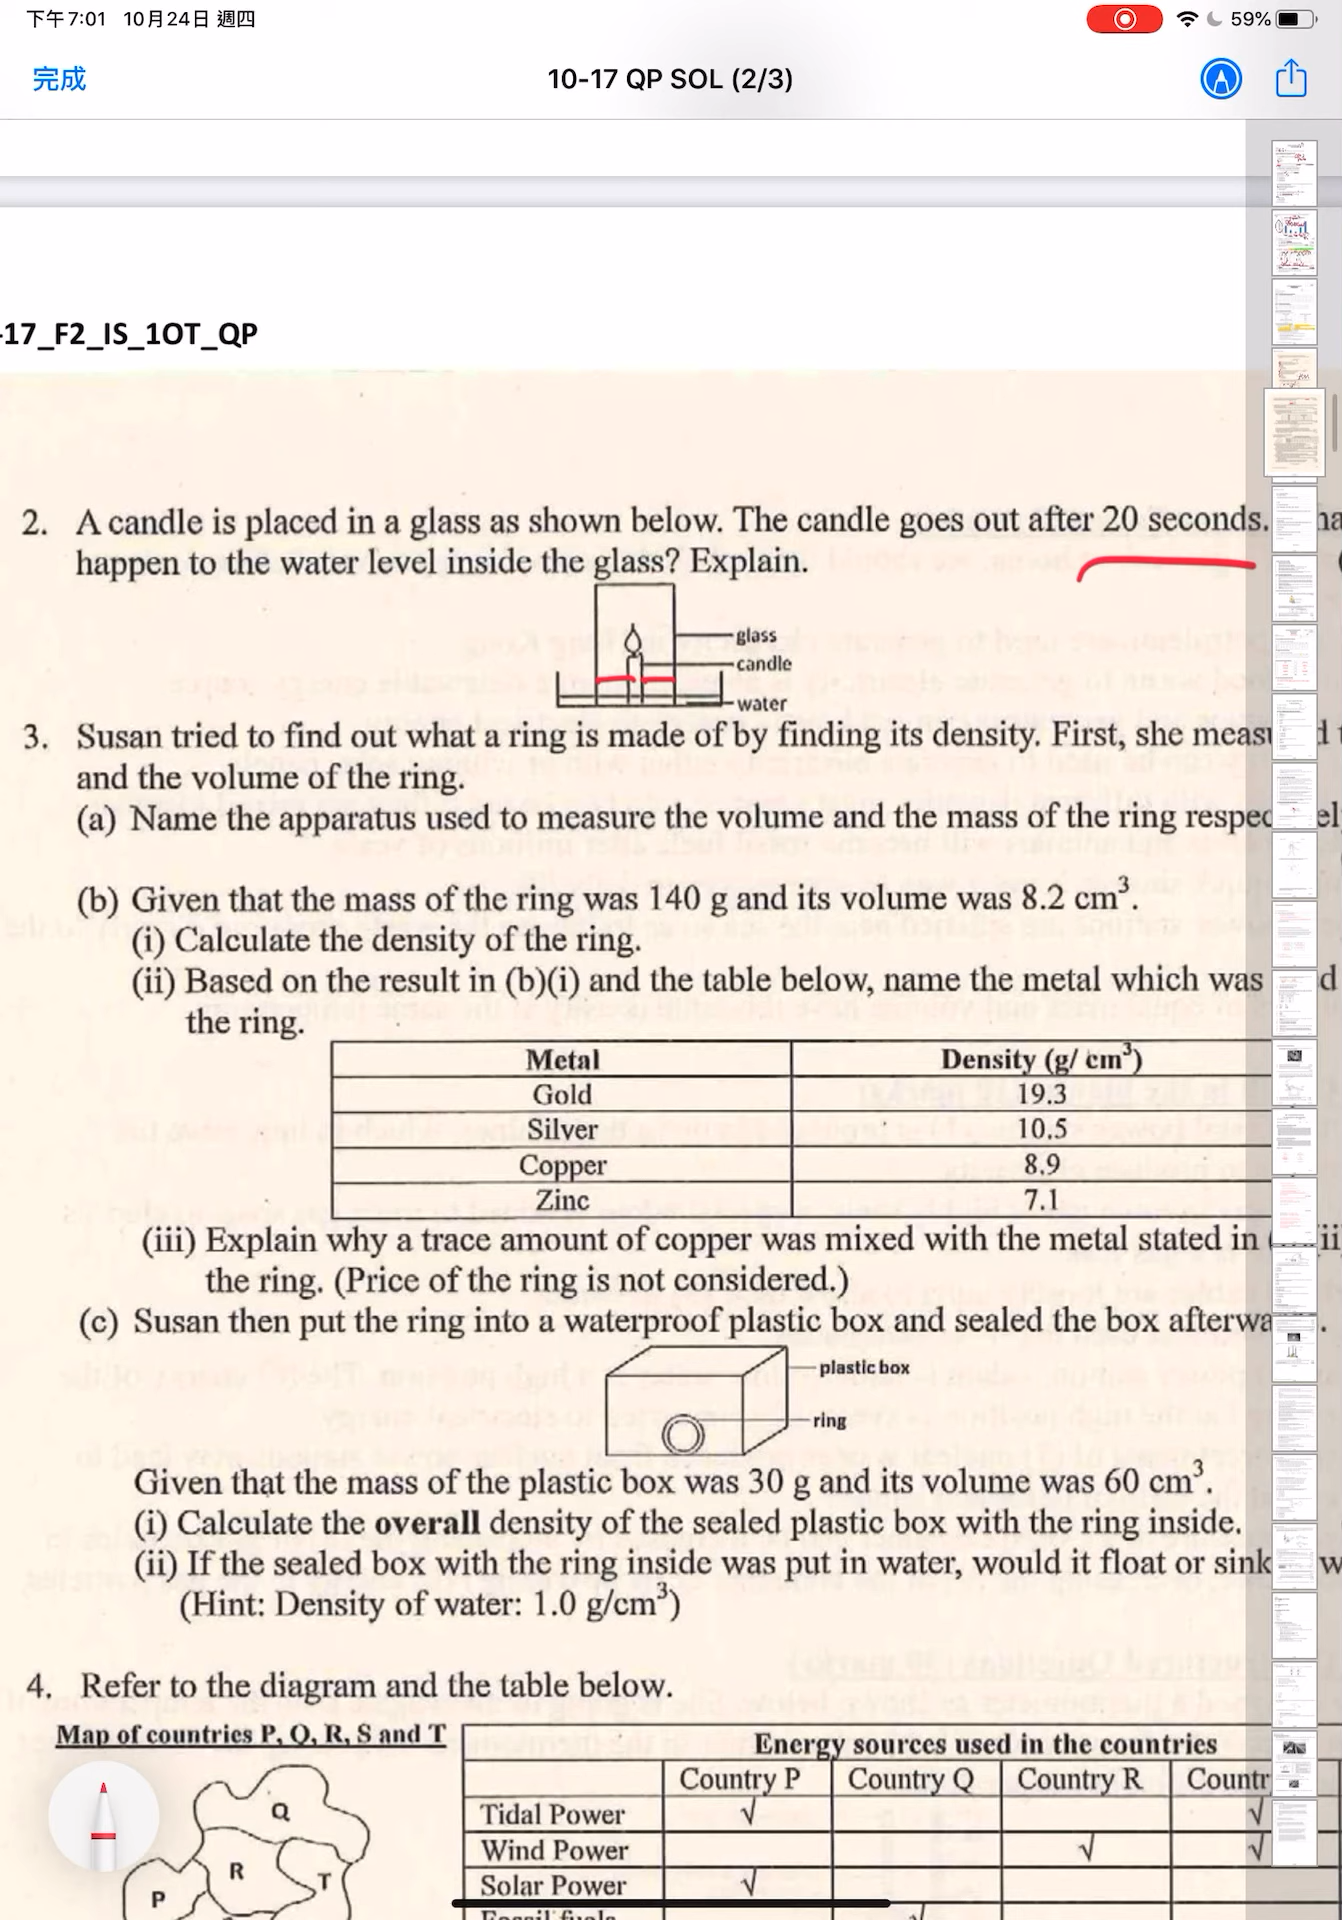 下午7:01 10月24日 週四
59%
完成
10-17 QP SOL (2/3)
-17_F2_IS_1OT_QP
2. A candle is placed in a glass as shown below. The candle goes out after 20 seconds.
happen to the water level inside the glass? Explain.
glass
candle
water
3. Susan tried to find out what a ring is made of by finding its density. First, she
and the volume of the ring.
(a) Name the apparatus used to measure the volume and the mass of the ring
(b) Given that the mass of the ring was 140 g and its volume was 8.2 cm³.
(i) Calculate the density of the ring.
(ii) Based on the result in (b)(i) and the table below, name the metal which was
the ring.
Metal Density (g/ cm³)
Gold 19.3
Silver 10.5
Copper 8.9
Zinc 7.1
(iii) Explain why a trace amount of copper was mixed with the metal stated in
the ring. (Price of the ring is not considered.)
(c) Susan then put the ring into a waterproof plastic box and sealed the box
plastic box
ring
Given that the mass of the plastic box was 30 g and its volume was 60 cm³.
(i) Calculate the overall density of the sealed plastic box with the ring inside.
(ii) If the sealed box with the ring inside was put in water, would it float or sink
(Hint: Density of water: 1.0 g/cm³)
4. Refer to the diagram and the table below.
Map of countries P, Q, R, S and T
Energy sources used in the countries
Country P Country Q Country R
Tidal Power √ √
Wind Power √ √
Solar Power √
Q
R
T
P